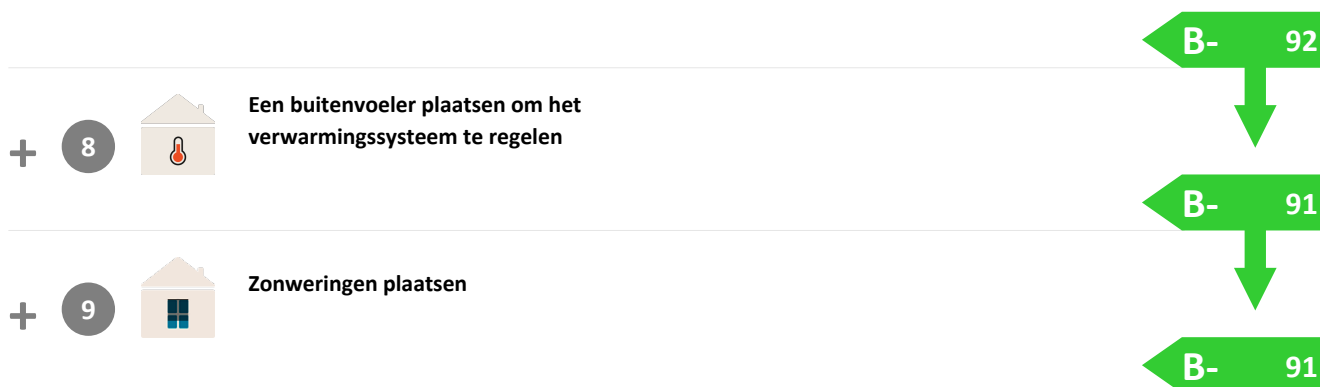 B- 92
+ 8 Een buitenvoeler plaatsen om het
verwarmingssysteem te regelen
B- 91
+ 9 Zonweringen plaatsen
B- 91